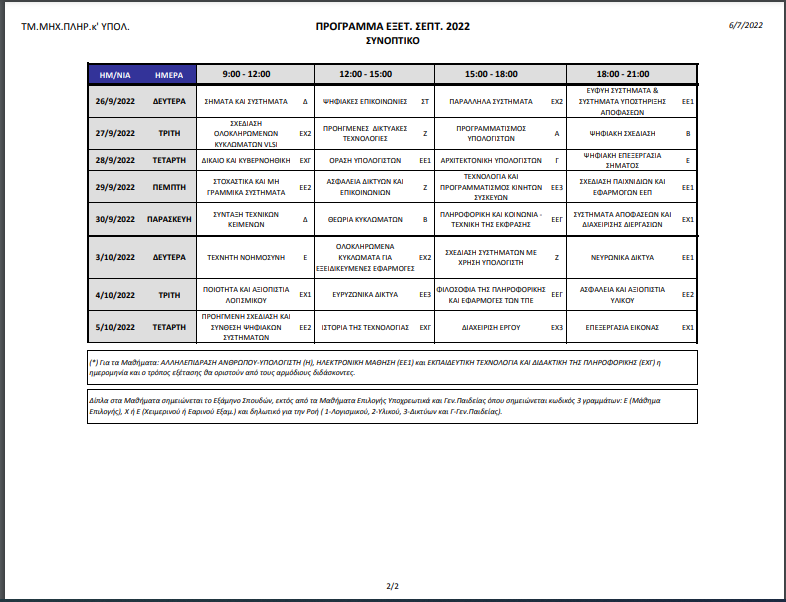 ΤΜ.ΜΗΧ.ΠΛΗΡ.κ' ΥΠΟΛ.
ΠΡΟΓΡΑΜΜΑ ΕΞΕΤ. ΣΕΠΤ. 2022
6/7/2022
ΣΥΝΟΠΤΙΚΟ
ΗΜ/ΝΙΑ ΗΜΕΡΑ 9:00 - 12:00 12:00 - 15:00 15:00 - 18:00 18:00 - 21:00
26/9/2022 ΔΕΥΤΕΡΑ
ΣΗΜΑΤΑ ΚΑΙ ΣΥΣΤΗΜΑΤΑ Δ
ΨΗΦΙΑΚΕΣ ΕΠΙΚΟΙΝΩΝΙΕΣ ΣΤ
ΠΑΡΑΛΛΗΛΑ ΣΥΣΤΗΜΑΤΑ ΕΧ2
ΕΥΦΥΗ ΣΥΣΤΗΜΑΤΑ &
ΣΥΣΤΗΜΑΤΑ ΥΠΟΣΤΗΡΙΞΗΣ ΕΕ1
ΑΠΟΦΑΣΕΩΝ
27/9/2022 ΤΡΙΤΗ
ΣΧΕΔΙΑΣΗ
ΟΛΟΚΛΗΡΩΜΕΝΩΝ ΕΧ2
ΚΥΚΛΩΜΑΤΩΝ VLSI
ΠΡΟΗΓΜΕΝΕΣ ΔΙΚΤΥΑΚΕΣ Ζ
ΤΕΧΝΟΛΟΓΙΕΣ
ΠΡΟΓΡΑΜΜΑΤΙΣΜΟΣ Α
ΥΠΟΛΟΓΙΣΤΩΝ
ΨΗΦΙΑΚΗ ΣΧΕΔΙΑΣΗ Β
28/9/2022 ΤΕΤΑΡΤΗ
ΔΙΚΑΙΟ ΚΑΙ ΚΥΒΕΡΝΟΗΘΙΚΗ ΕΧΓ
ΟΡΑΣΗ ΥΠΟΛΟΓΙΣΤΩΝ ΕΕ1
ΑΡΧΙΤΕΚΤΟΝΙΚΗ ΥΠΟΛΟΓΙΣΤΩΝ Γ
ΨΗΦΙΑΚΗ ΕΠΕΞΕΡΓΑΣΙΑ Ε
ΣΗΜΑΤΟΣ
29/9/2022 ΠΕΜΠΤΗ
ΣΤΟΧΑΣΤΙΚΑ ΚΑΙ ΜΗ ΕΕ2
ΓΡΑΜΜΙΚΑ ΣΥΣΤΗΜΑΤΑ
ΑΣΦΑΛΕΙΑ ΔΙΚΤΥΩΝ ΚΑΙ Ζ
ΕΠΙΚΟΙΝΩΝΙΩΝ
ΤΕΧΝΟΛΟΓΙΑ ΚΑΙ
ΠΡΟΓΡΑΜΜΑΤΙΣΜΟΣ ΚΙΝΗΤΩΝ ΕΕ3
ΣΥΣΚΕΥΩΝ
ΣΧΕΔΙΑΣΗ ΠΑΙΧΝΙΔΙΩΝ ΚΑΙ ΕΕ1
ΕΦΑΡΜΟΓΩΝ ΕΕΠ
30/9/2022 ΠΑΡΑΣΚΕΥΗ
ΣΥΝΤΑΞΗ ΤΕΧΝΙΚΩΝ Δ
ΚΕΙΜΕΝΩΝ
ΘΕΩΡΙΑ ΚΥΚΛΩΜΑΤΩΝ Β
ΠΛΗΡΟΦΟΡΙΚΗ ΚΑΙ ΚΟΙΝΩΝΙΑ - ΕΕΓ
ΤΕΧΝΙΚΗ ΤΗΣ ΕΚΦΡΑΣΗΣ
ΣΥΣΤΗΜΑΤΑ ΑΠΟΦΑΣΕΩΝ ΚΑΙ ΕΧ1
ΔΙΑΧΕΙΡΙΣΗΣ ΔΙΕΡΓΑΣΙΩΝ
3/10/2022 ΔΕΥΤΕΡΑ
ΤΕΧΝΗΤΗ ΝΟΗΜΟΣΥΝΗ Ε
ΟΛΟΚΛΗΡΩΜΕΝΑ
ΚΥΚΛΩΜΑΤΑ ΓΙΑ ΕΧ2
ΕΞΕΙΔΙΚΕΥΜΕΝΕΣ ΕΦΑΡΜΟΓΕΣ
ΣΧΕΔΙΑΣΗ ΣΥΣΤΗΜΑΤΩΝ ΜΕ Ζ
ΧΡΗΣΗ ΥΠΟΛΟΓΙΣΤΗ
ΝΕΥΡΩΝΙΚΑ ΔΙΚΤΥΑ ΕΕ1
4/10/2022 ΤΡΙΤΗ
ΠΟΙΟΤΗΤΑ ΚΑΙ ΑΞΙΟΠΙΣΤΙΑ ΕΧ1
ΛΟΓΙΣΜΙΚΟΥ
ΕΥΡΥΖΩΝΙΚΑ ΔΙΚΤΥΑ ΕΕ3
ΦΙΛΟΣΟΦΙΑ ΤΗΣ ΠΛΗΡΟΦΟΡΙΚΗΣ ΕΕΓ
ΚΑΙ ΕΦΑΡΜΟΓΕΣ ΤΩΝ ΤΠΕ
ΑΣΦΑΛΕΙΑ ΚΑΙ ΑΞΙΟΠΙΣΤΙΑ ΕΕ2
ΥΛΙΚΟΥ
5/10/2022 ΤΕΤΑΡΤΗ
ΠΡΟΗΓΜΕΝΗ ΣΧΕΔΙΑΣΗ ΚΑΙ
ΣΥΝΘΕΣΗ ΨΗΦΙΑΚΩΝ ΕΕ2
ΣΥΣΤΗΜΑΤΩΝ
ΙΣΤΟΡΙΑ ΤΗΣ ΤΕΧΝΟΛΟΓΙΑΣ ΕΧΓ
ΔΙΑΧΕΙΡΙΣΗ ΕΡΓΟΥ ΕΧ3
ΕΠΕΞΕΡΓΑΣΙΑ ΕΙΚΟΝΑΣ ΕΧ1
(*) Για τα Μαθήματα: ΑΛΛΗΛΕΠΙΔΡΑΣΗ ΑΝΘΡΩΠΟΥ-ΥΠΟΛΟΓΙΣΤΗ (Η), ΗΛΕΚΤΡΟΝΙΚΗ ΜΑΘΗΣΗ (ΕΕ1) και ΕΚΠΑΙΔΕΥΤΙΚΗ ΤΕΧΝΟΛΟΓΙΑ ΚΑΙ ΔΙΔΑΚΤΙΚΗ ΤΗΣ ΠΛΗΡΟΦΟΡΙΚΗΣ (ΕΧΓ) η
ημερομηνία και ο τρόπος εξέτασης θα οριστούν από τους αρμόδιους διδάσκοντες.
Δίπλα στα Μαθήματα σημειώνεται το Εξάμηνο Σπουδών, εκτός από τα Μαθήματα Επιλογής Υποχρεωτικά και Γεν.Παιδείας όπου σημειώνεται κωδικός 3 γραμμάτων: Ε (Μάθημα
Επιλογής), Χ ή Ε (Χειμερινού ή Εαρινού Εξαμ.) και δηλωτικό για την Ροή ( 1-Λογισμικού, 2-Υλικού, 3-Δικτύων και Γ-Γεν.Παιδείας).
2/2